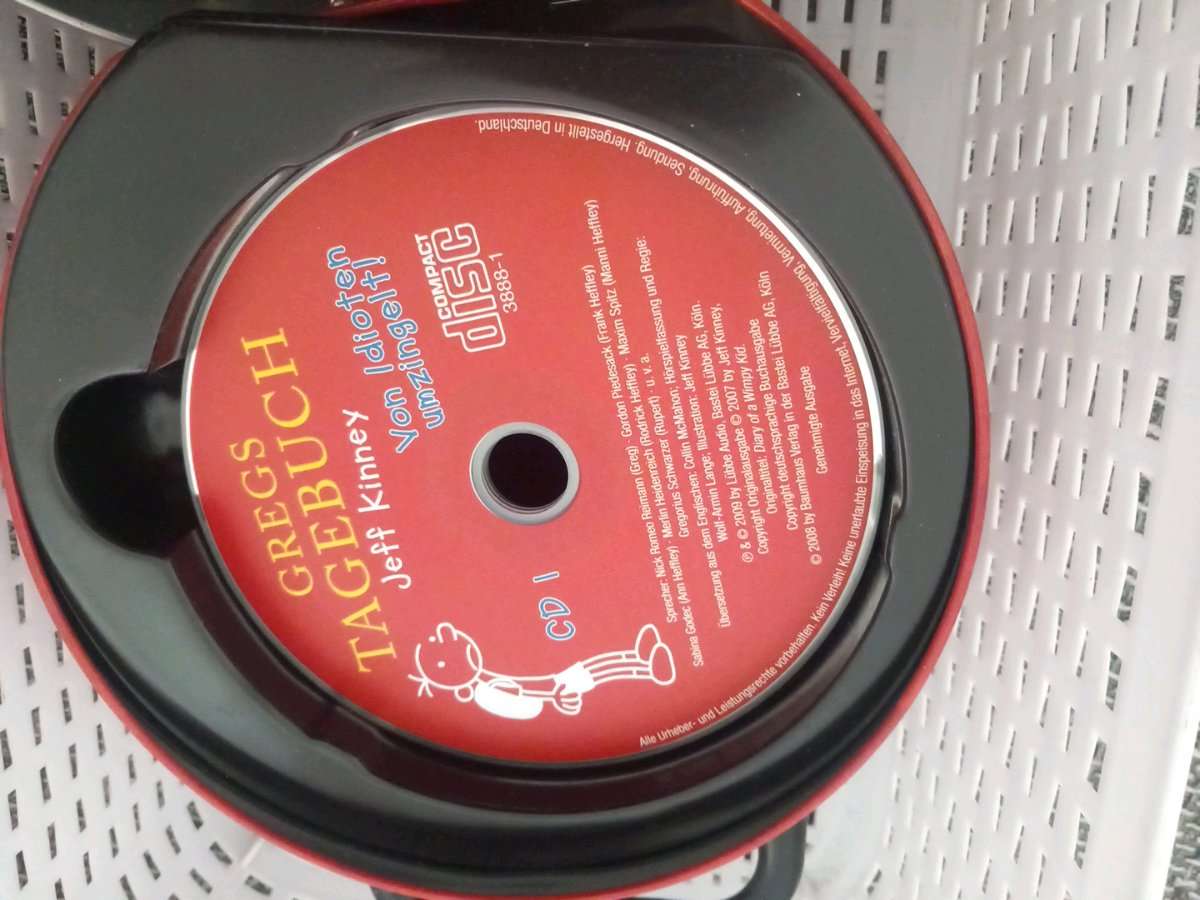 GREGS
TAGEBUCH
Jeff Kinney
Von Idioten
umzingelt!
COMPACT
disc
3888-1
CD 1
Sprecher: Nick Romeo Reimann (Greg) · Gordon Piedesack (Frank Heffley)
Sabina Godec (Ann Heffley) · Merlin Heidenreich (Rodrick Heffley) · Maxim Spitz (Manni Heffley)
Gregorius Schwarzer (Rupert) · u. v. a.
Übersetzung aus dem Englischen: Collin McMahon; Hörspielfassung und Regie:
Wolf-Armin Lange; Illustration: Jeff Kinney
℗ & © 2009 by Lübbe Audio, Bastei Lübbe AG, Köln.
Copyright Originalausgabe © 2007 by Jeff Kinney,
Originaltitel: Diary of a Wimpy Kid.
Copyright deutschsprachige Buchausgabe
© 2008 by Baumhaus Verlag in der Bastei Lübbe AG, Köln
Genehmigte Ausgabe
Alle Urheber- und Leistungsrechte vorbehalten. Kein Verleih! Keine unerlaubte Einspeisung in das Internet, Vervielfältigung, Vermietung, Aufführung, Sendung. Hergestellt in Deutschland.